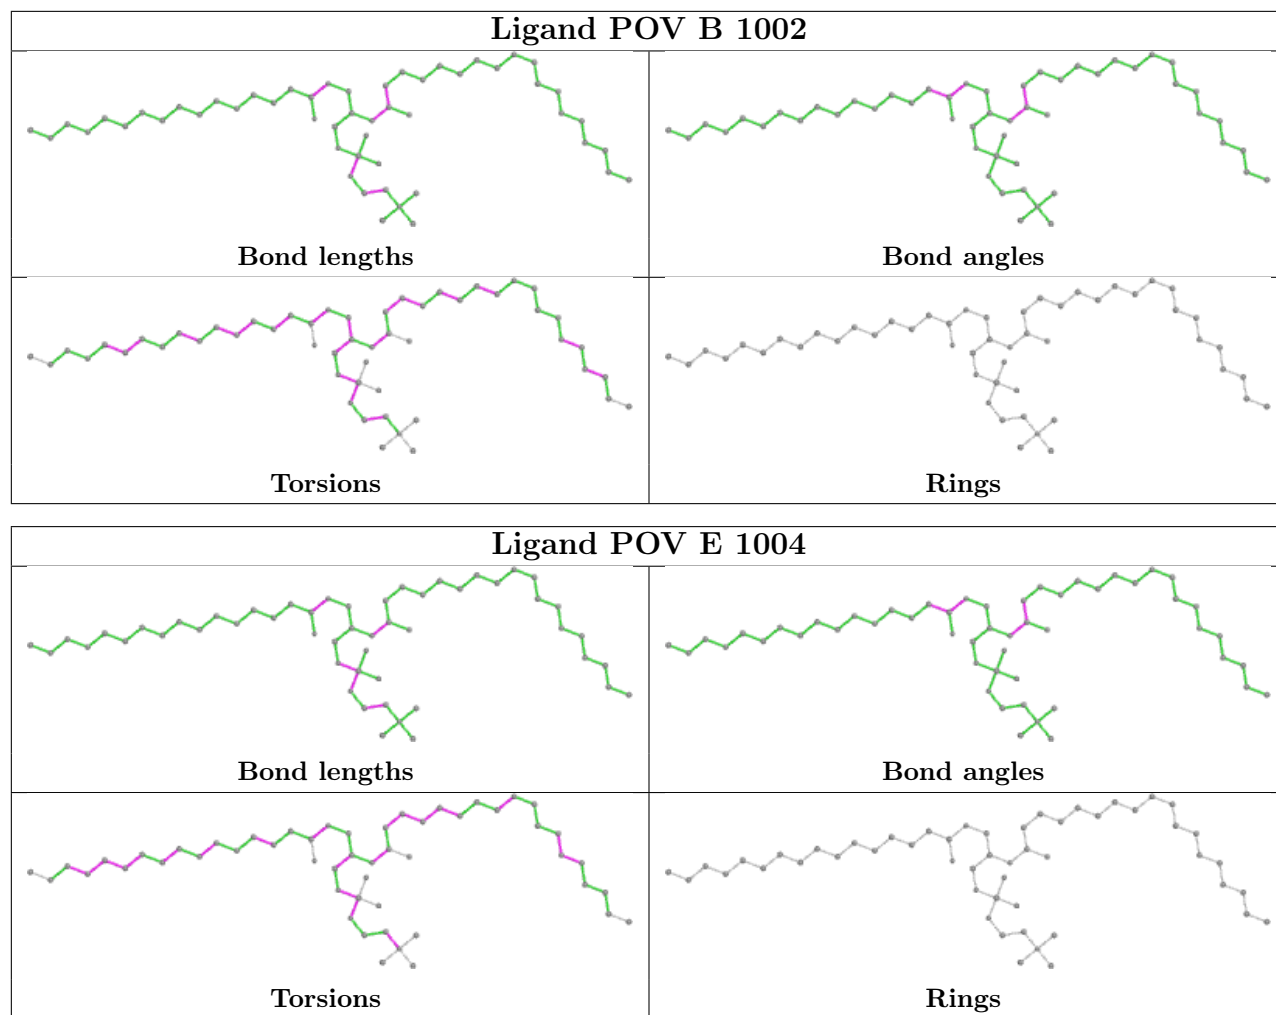 Ligand POV B 1002
Bond lengths
Bond angles
Torsions
Rings
Ligand POV E 1004
Bond lengths
Bond angles
Torsions
Rings